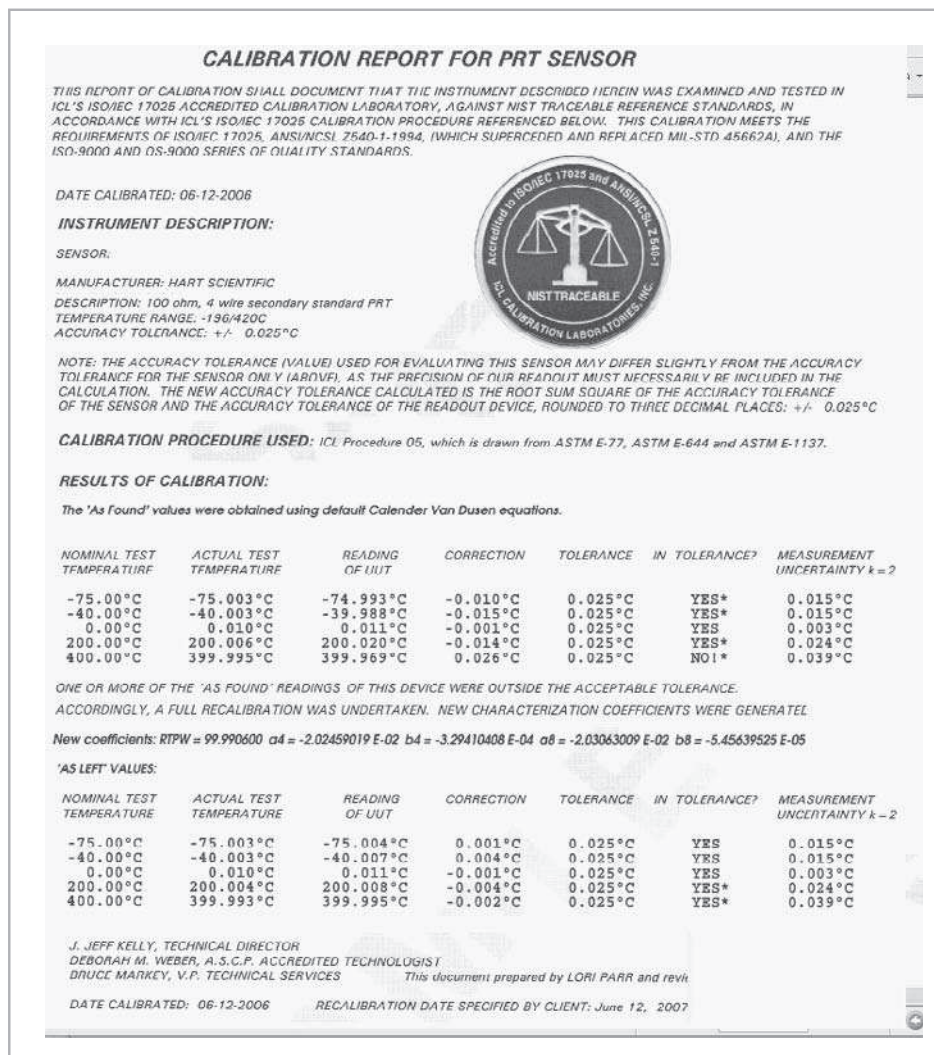 CALIBRATION REPORT FOR PRT SENSOR
THIS REPORT OF CALIBRATION SHALL DOCUMENT THAT THE INSTRUMENT DESCRIBED HEREIN WAS EXAMINED AND TESTED IN
ICL'S ISO/IEC 17025 ACCREDITED CALIBRATION LABORATORY, AGAINST NIST TRACEABLE REFERENCE STANDARDS, IN
ACCORDANCE WITH ICL'S ISO/IEC 17025 CALIBRATION PROCEDURE REFERENCED BELOW. THIS CALIBRATION MEETS THE
REQUIREMENTS OF ISO/IEC 17025, ANSI/NCSL Z540-1-1994, (WHICH SUPERCEDED AND REPLACED MIL-STD 45662A), AND THE
ISO-9000 AND QS-9000 SERIES OF QUALITY STANDARDS.
DATE CALIBRATED: 06-12-2006
Accredited to ISO/IEC 17025 and ANSI/NCSL Z 540-1
NIST TRACEABLE
ICL CALIBRATION LABORATORIES, INC.
INSTRUMENT DESCRIPTION:
SENSOR:
MANUFACTURER: HART SCIENTIFIC
DESCRIPTION: 100 ohm, 4 wire secondary standard PRT
TEMPERATURE RANGE: -196/420C
ACCURACY TOLERANCE: +/- 0.025°C
NOTE: THE ACCURACY TOLERANCE (VALUE) USED FOR EVALUATING THIS SENSOR MAY DIFFER SLIGHTLY FROM THE ACCURACY
TOLERANCE FOR THE SENSOR ONLY (ABOVE), AS THE PRECISION OF OUR READOUT MUST NECESSARILY BE INCLUDED IN THE
CALCULATION. THE NEW ACCURACY TOLERANCE CALCULATED IS THE ROOT SUM SQUARE OF THE ACCURACY TOLERANCE
OF THE SENSOR AND THE ACCURACY TOLERANCE OF THE READOUT DEVICE, ROUNDED TO THREE DECIMAL PLACES: +/- 0.025°C
CALIBRATION PROCEDURE USED: ICL Procedure 05, which is drawn from ASTM E-77, ASTM E-644 and ASTM E-1137.
RESULTS OF CALIBRATION:
The 'As Found' values were obtained using default Calender Van Dusen equations.
NOMINAL TEST ACTUAL TEST READING CORRECTION TOLERANCE IN TOLERANCE? MEASUREMENT
TEMPERATURE TEMPERATURE OF UUT UNCERTAINTY k = 2
-75.00°C -75.003°C -74.993°C -0.010°C 0.025°C YES* 0.015°C
-40.00°C -40.003°C -39.988°C -0.015°C 0.025°C YES* 0.015°C
0.00°C 0.010°C 0.011°C -0.001°C 0.025°C YES 0.003°C
200.00°C 200.006°C 200.020°C -0.014°C 0.025°C YES* 0.024°C
400.00°C 399.995°C 399.969°C 0.026°C 0.025°C NO!* 0.039°C
ONE OR MORE OF THE 'AS FOUND' READINGS OF THIS DEVICE WERE OUTSIDE THE ACCEPTABLE TOLERANCE.
ACCORDINGLY, A FULL RECALIBRATION WAS UNDERTAKEN. NEW CHARACTERIZATION COEFFICIENTS WERE GENERATED
New coefficients: RTPW = 99.990600 a4 = -2.02459019 E-02 b4 = -3.29410408 E-04 a8 = -2.03063009 E-02 b8 = -5.45639525 E-05
'AS LEFT' VALUES:
NOMINAL TEST ACTUAL TEST READING CORRECTION TOLERANCE IN TOLERANCE? MEASUREMENT
TEMPERATURE TEMPERATURE OF UUT UNCERTAINTY k = 2
-75.00°C -75.003°C -75.004°C 0.001°C 0.025°C YES 0.015°C
-40.00°C -40.003°C -40.007°C 0.004°C 0.025°C YES 0.015°C
0.00°C 0.010°C 0.011°C -0.001°C 0.025°C YES 0.003°C
200.00°C 200.004°C 200.008°C -0.004°C 0.025°C YES* 0.024°C
400.00°C 399.993°C 399.995°C -0.002°C 0.025°C YES* 0.039°C
J. JEFF KELLY, TECHNICAL DIRECTOR
DEBORAH M. WEBER, A.S.C.P. ACCREDITED TECHNOLOGIST
BRUCE MARKEY, V.P. TECHNICAL SERVICES This document prepared by LORI PARR and revi
DATE CALIBRATED: 06-12-2006 RECALIBRATION DATE SPECIFIED BY CLIENT: June 12, 2007